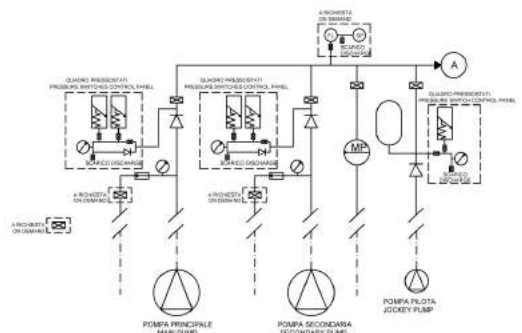 A RICHIESTA
ON DEMAND
FL
SP
SCARICO
DISCHARGE
A
QUADRO PRESSOSTATI
PRESSURE SWITCHES CONTROL PANEL
QUADRO PRESSOSTATI
PRESSURE SWITCHES CONTROL PANEL
QUADRO PRESSOSTATI
PRESSURE SWITCH CONTROL PANEL
MP
SCARICO DISCHARGE
SCARICO DISCHARGE
SCARICO
DISCHARGE
A RICHIESTA
ON DEMAND
A RICHIESTA
ON DEMAND
A RICHIESTA
ON DEMAND
POMPA PRINCIPALE
MAIN PUMP
POMPA SECONDARIA
SECONDARY PUMP
POMPA PILOTA
JOCKEY PUMP